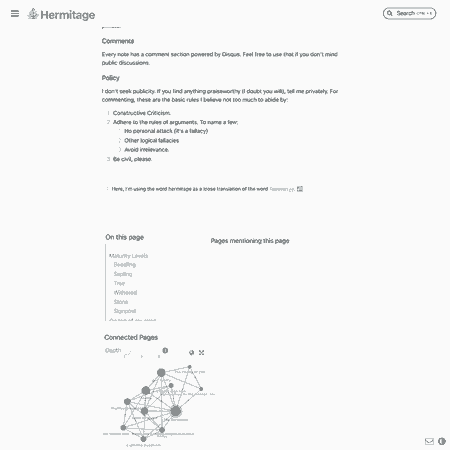 Hermitage
Search CTRL + K
Comments
Every note has a comment section powered by Disqus. Feel free to use that if you don't mind
public discussions.
Policy
I don't seek publicity. If you find anything praiseworthy (I doubt you will), tell me privately. For
commenting, these are the basic rules I believe not too much to abide by:
1 Constructive Criticism.
2 Adhere to the rules of arguments. To name a few:
1 No personal attack (it's a fallacy)
2 Other logical fallacies
3 Avoid irrelevance.
3 Be civil, please.
1 Here, I'm using the word hermitage as a loose translation of the word
On this page
Pages mentioning this page
Maturity Levels
Seedling
Sapling
Tree
Withered
Stone
Signpost
Connected Pages
Depth